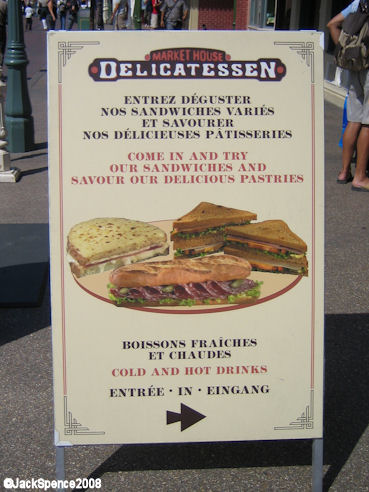 MARKET HOUSE
DELICATESSEN
ENTREZ DÉGUSTER
NOS SANDWICHES VARIÉS
ET SAVOURER
NOS DÉLICIEUSES PÂTISSERIES
COME IN AND TRY
OUR SANDWICHES AND
SAVOUR OUR DELICIOUS PASTRIES
BOISSONS FRAÎCHES
ET CHAUDES
COLD AND HOT DRINKS
ENTRÉE · IN · EINGANG
©JackSpence2008